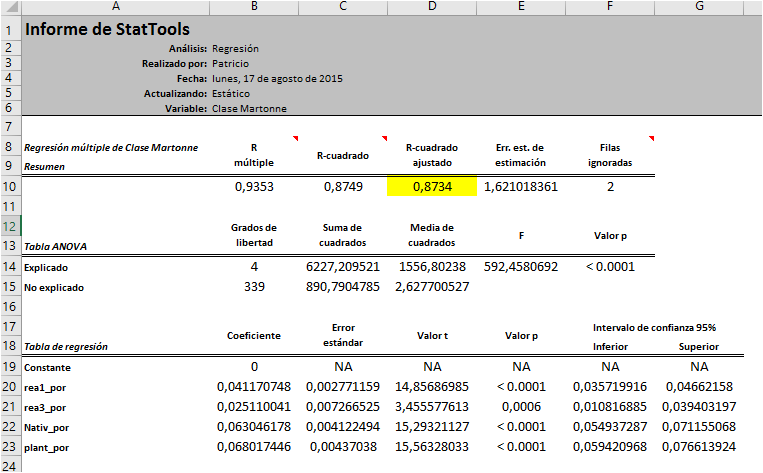 A B C D E F G
1 Informe de StatTools
2 Análisis: Regresión
3 Realizado por: Patricio
4 Fecha: lunes, 17 de agosto de 2015
5 Actualizando: Estático
6 Variable: Clase Martonne
7
8 Regresión múltiple de Clase Martonne R múltiple R-cuadrado R-cuadrado ajustado Err. est. de estimación Filas ignoradas
9 Resumen
10 0,9353 0,8749 0,8734 1,621018361 2
11
12 Grados de libertad Suma de cuadrados Media de cuadrados F Valor p
13 Tabla ANOVA
14 Explicado 4 6227,209521 1556,80238 592,4580692 < 0.0001
15 No explicado 339 890,7904785 2,627700527
16
17 Coeficiente Error estándar Valor t Valor p Intervalo de confianza 95%
18 Tabla de regresión Inferior Superior
19 Constante 0 NA NA NA NA NA
20 rea1_por 0,041170748 0,002771159 14,85686985 < 0.0001 0,035719916 0,04662158
21 rea3_por 0,025110041 0,007266525 3,455577613 0,0006 0,010816885 0,039403197
22 Nativ_por 0,063046178 0,004122494 15,29321127 < 0.0001 0,054937287 0,071155068
23 plant_por 0,068017446 0,00437038 15,56328033 < 0.0001 0,059420968 0,076613924
24